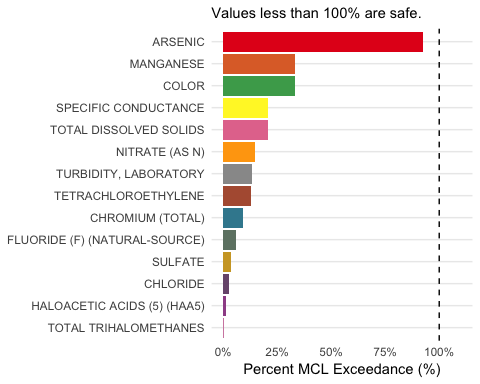 Values less than 100% are safe.
ARSENIC
MANGANESE
COLOR
SPECIFIC CONDUCTANCE
TOTAL DISSOLVED SOLIDS
NITRATE (AS N)
TURBIDITY, LABORATORY
TETRACHLOROETHYLENE
CHROMIUM (TOTAL)
FLUORIDE (F) (NATURAL-SOURCE)
SULFATE
CHLORIDE
HALOACETIC ACIDS (5) (HAA5)
TOTAL TRIHALOMETHANES
0% 25% 50% 75% 100%
Percent MCL Exceedance (%)